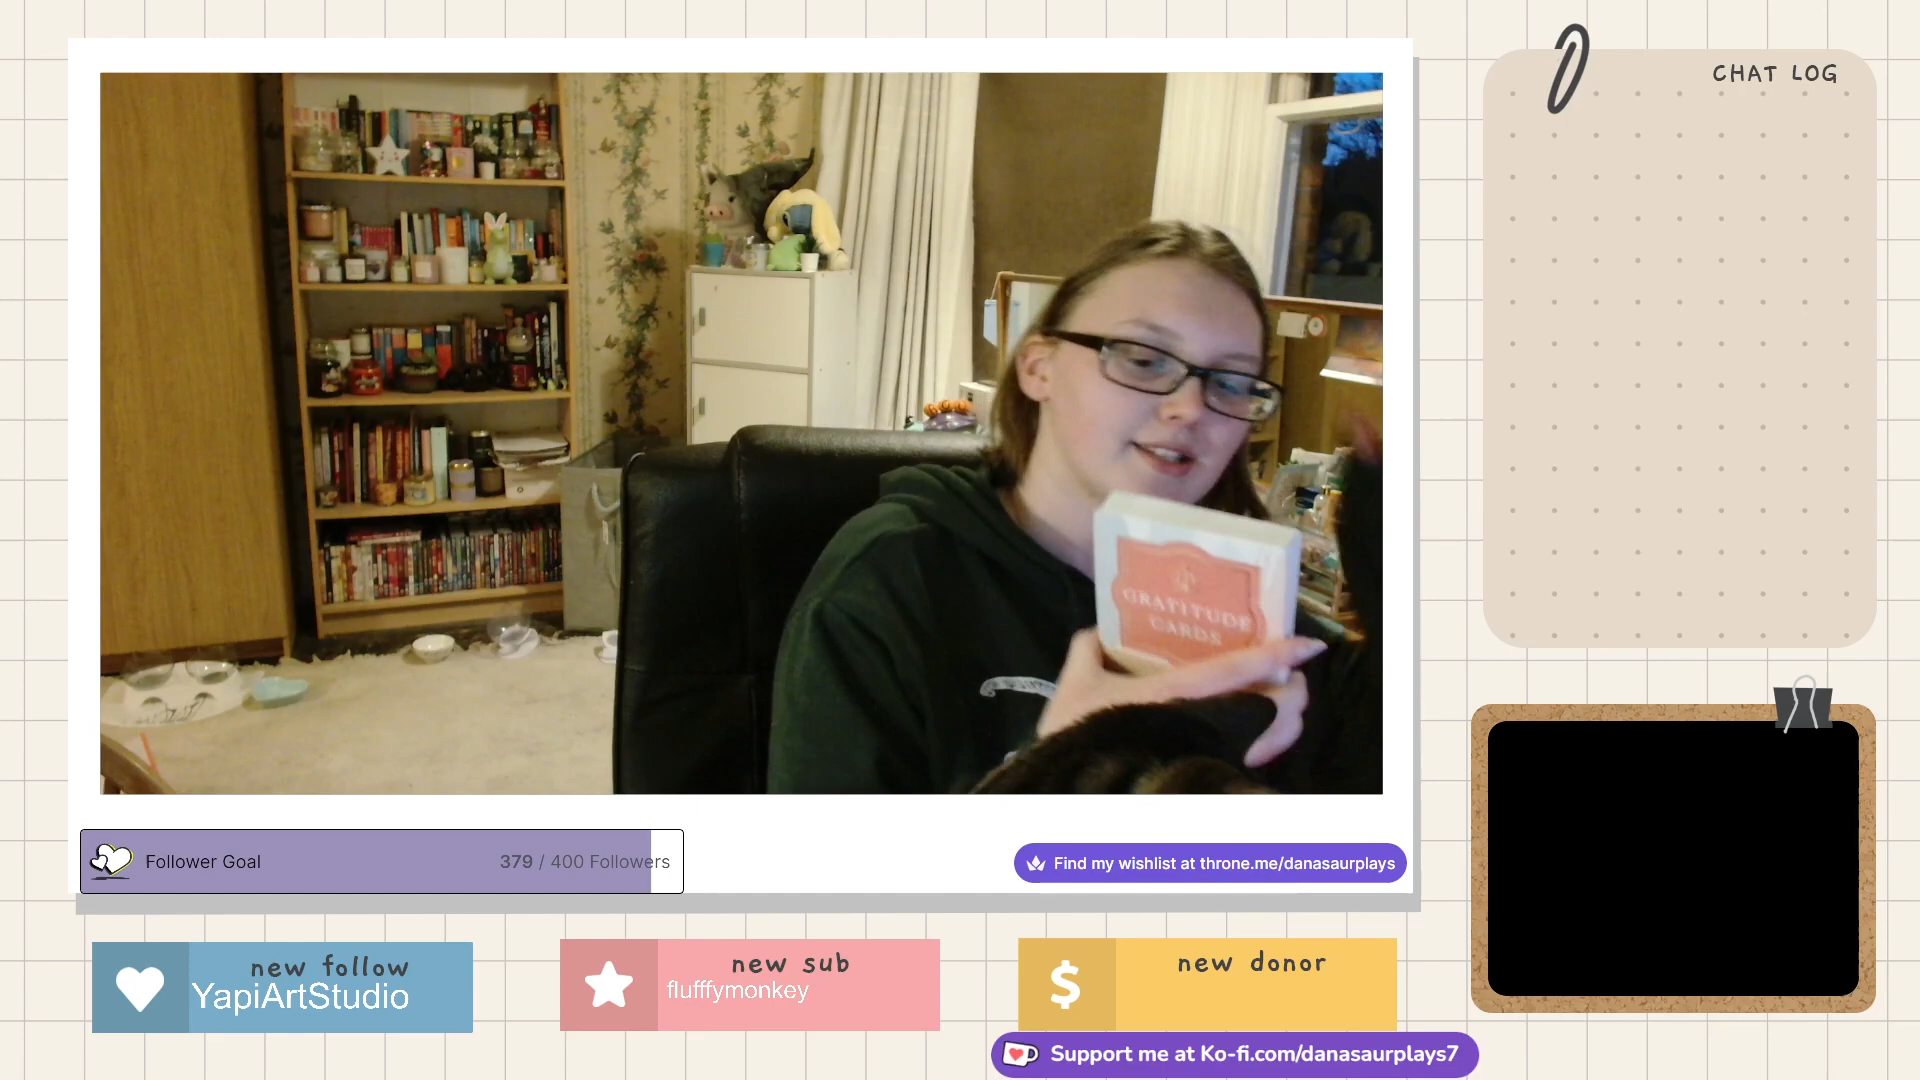 CHAT LOG
GRATITUDE
CARDS
Follower Goal
379 / 400 Followers
Find my wishlist at throne.me/danasaurplays
new follow
YapiArtStudio
new sub
flufffymonkey
new donor
Support me at Ko-fi.com/danasaurplays7